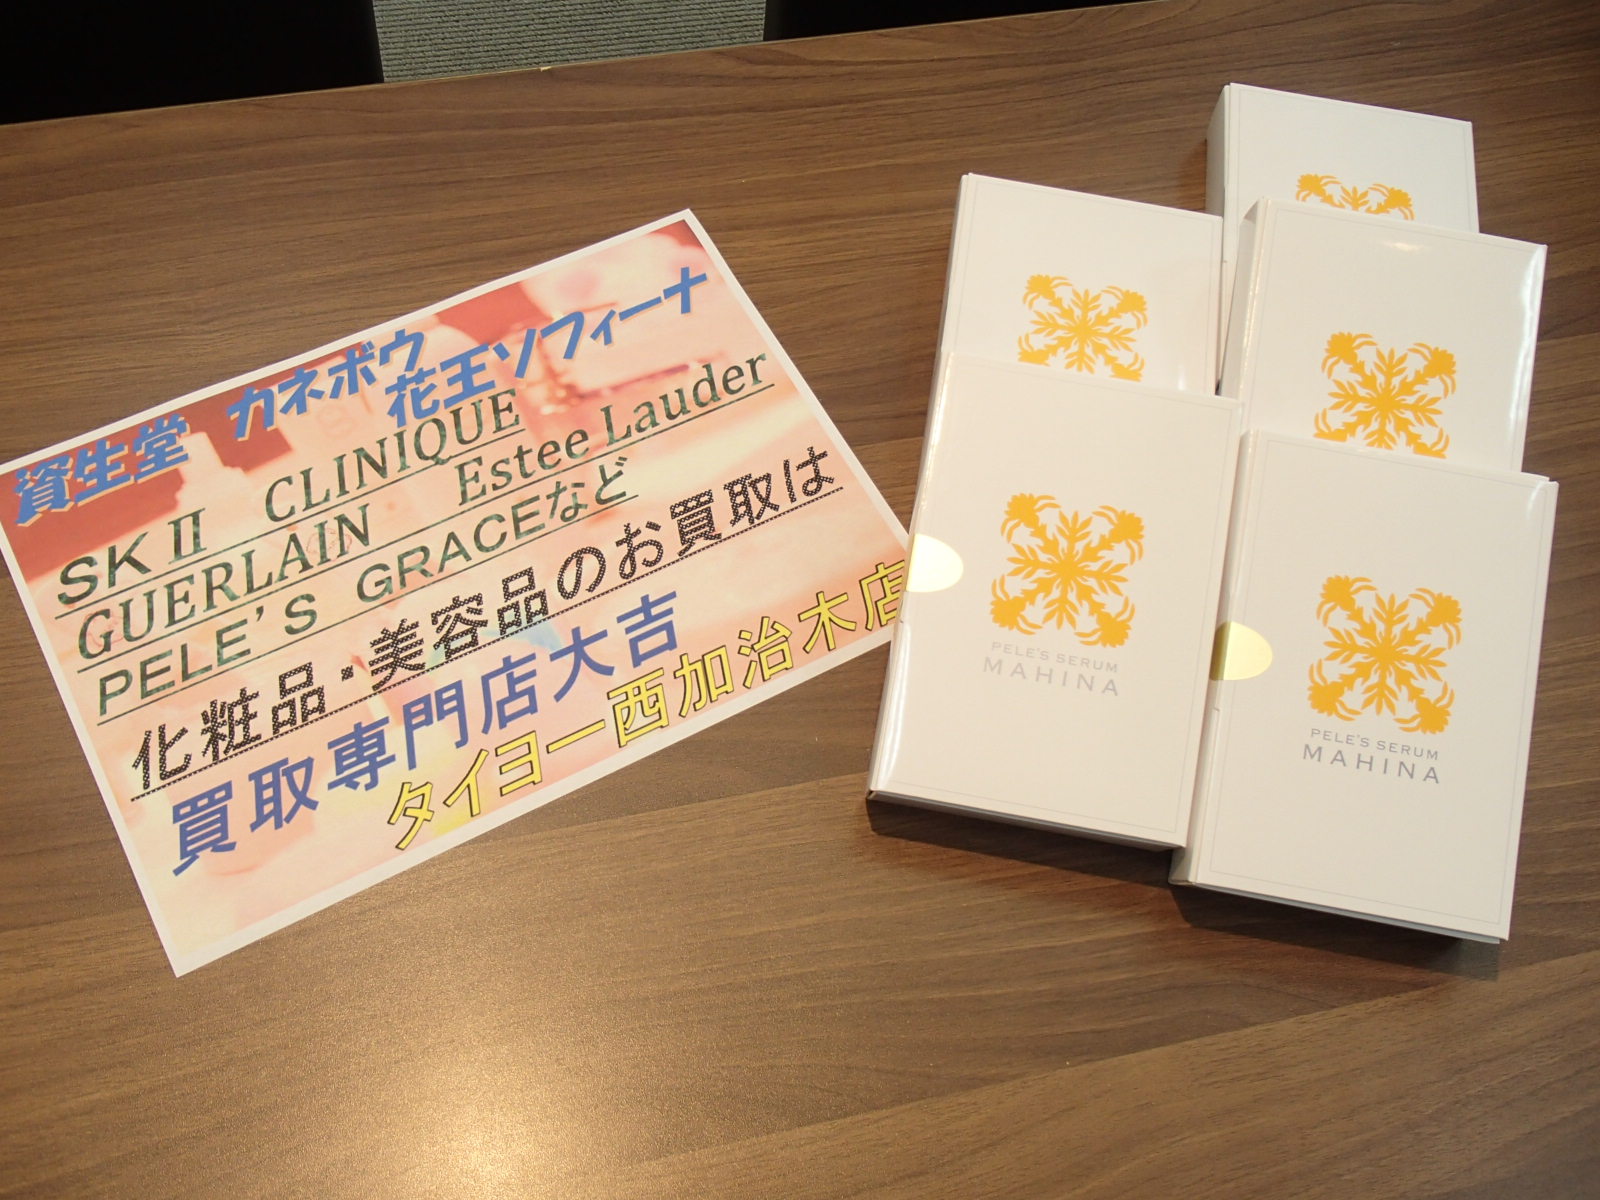 資生堂 カネボウ
花王ソフィーナ
SKⅡ CLINIQUE
GUERLAIN Estee Lauder
PELE'S GRACEなど
化粧品・美容品のお買取は
買取専門店大吉
タイヨー西加治木店
PELE'S SERUM
MAHINA
PELE'S SERUM
MAHINA